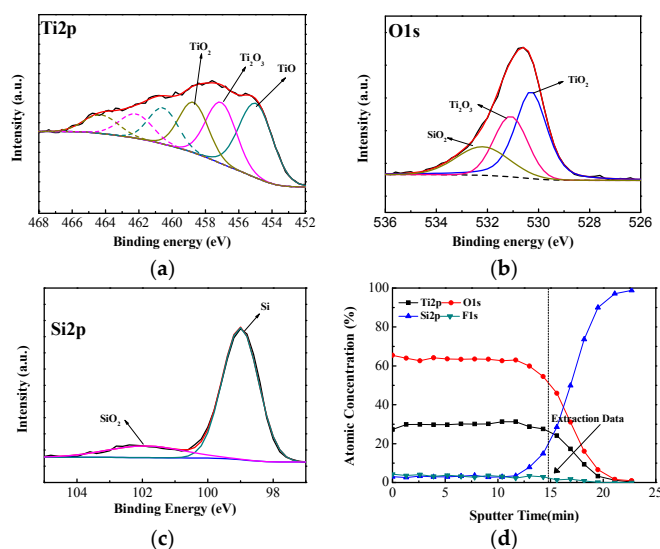 Ti2p
TiO2
Ti2O3
TiO
Intensity (a.u.)
468 466 464 462 460 458 456 454 452
Binding energy (eV)
(a)
O1s
TiO2
Ti2O3
SiO2
Intensity (a.u.)
536 534 532 530 528 526
Binding energy (eV)
(b)
Si2p
Si
SiO2
Intensity (a.u.)
104 102 100 98
Binding Energy (eV)
(c)
Ti2p O1s
Si2p F1s
100
80
60
40
20
0
Extraction Data
Atomic Concentration (%)
0 5 10 15 20 25
Sputter Time(min)
(d)